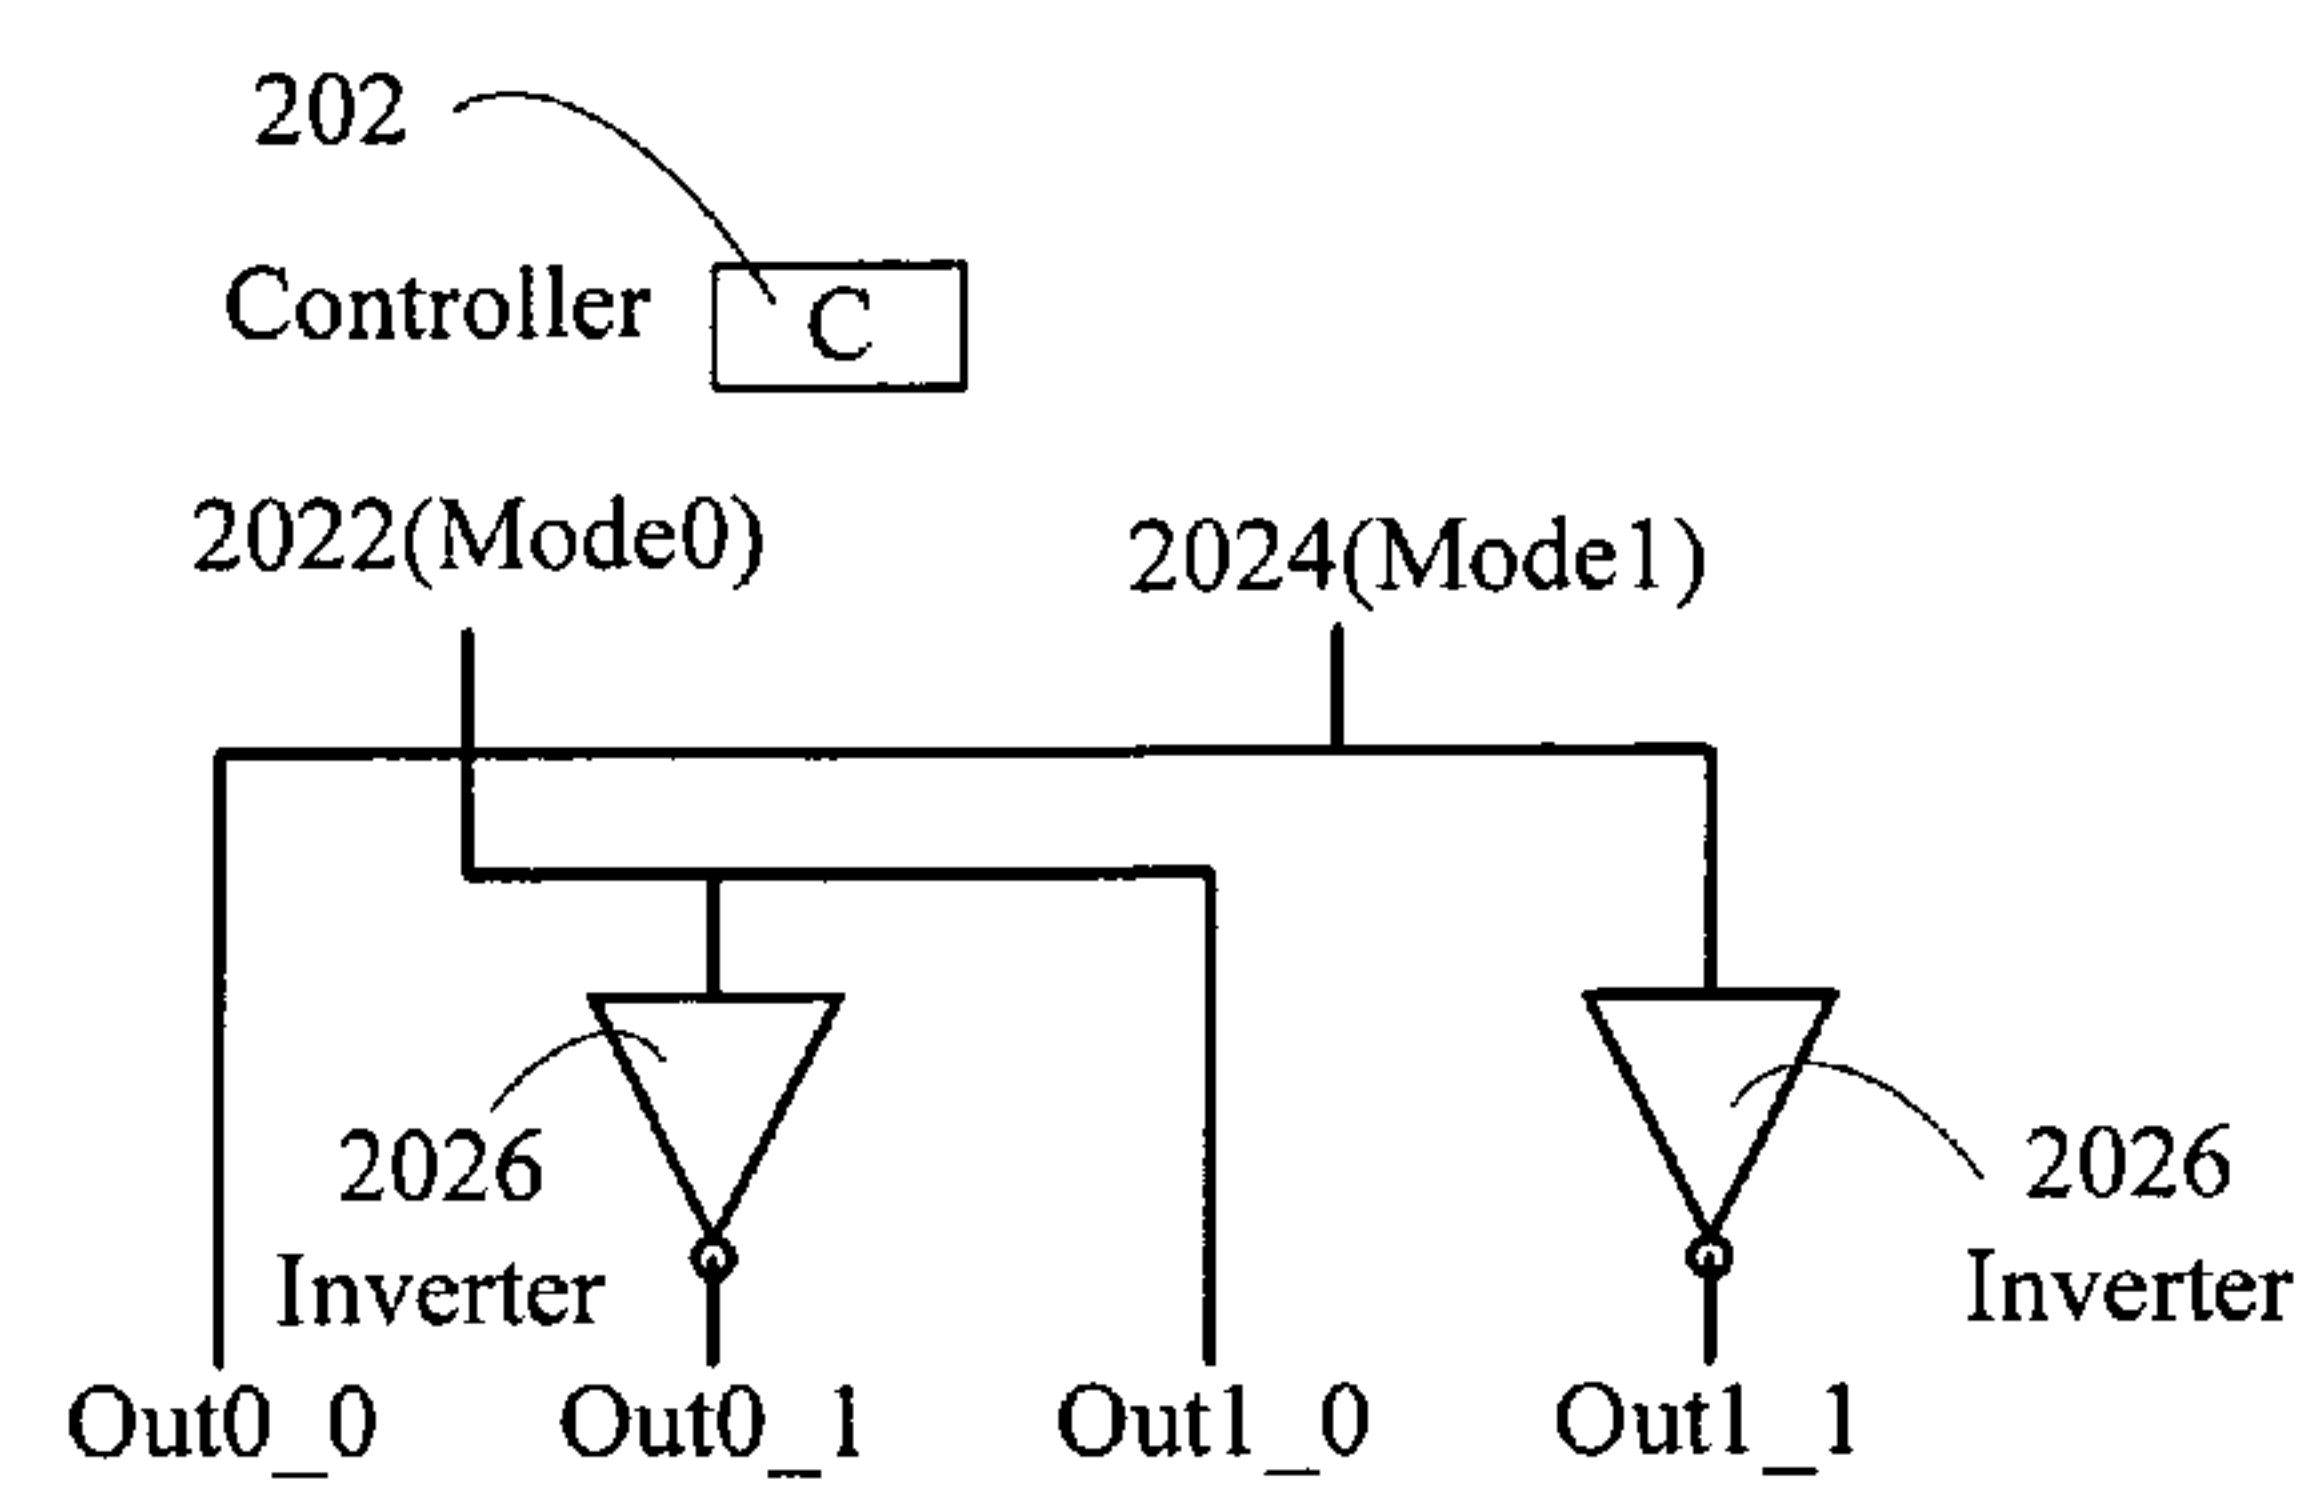 202
Controller
C
2022(Mode0)
2024(Mode1)
2026
Inverter
2026
Inverter
Out0_0
Out0_1
Out1_0
Out1_1